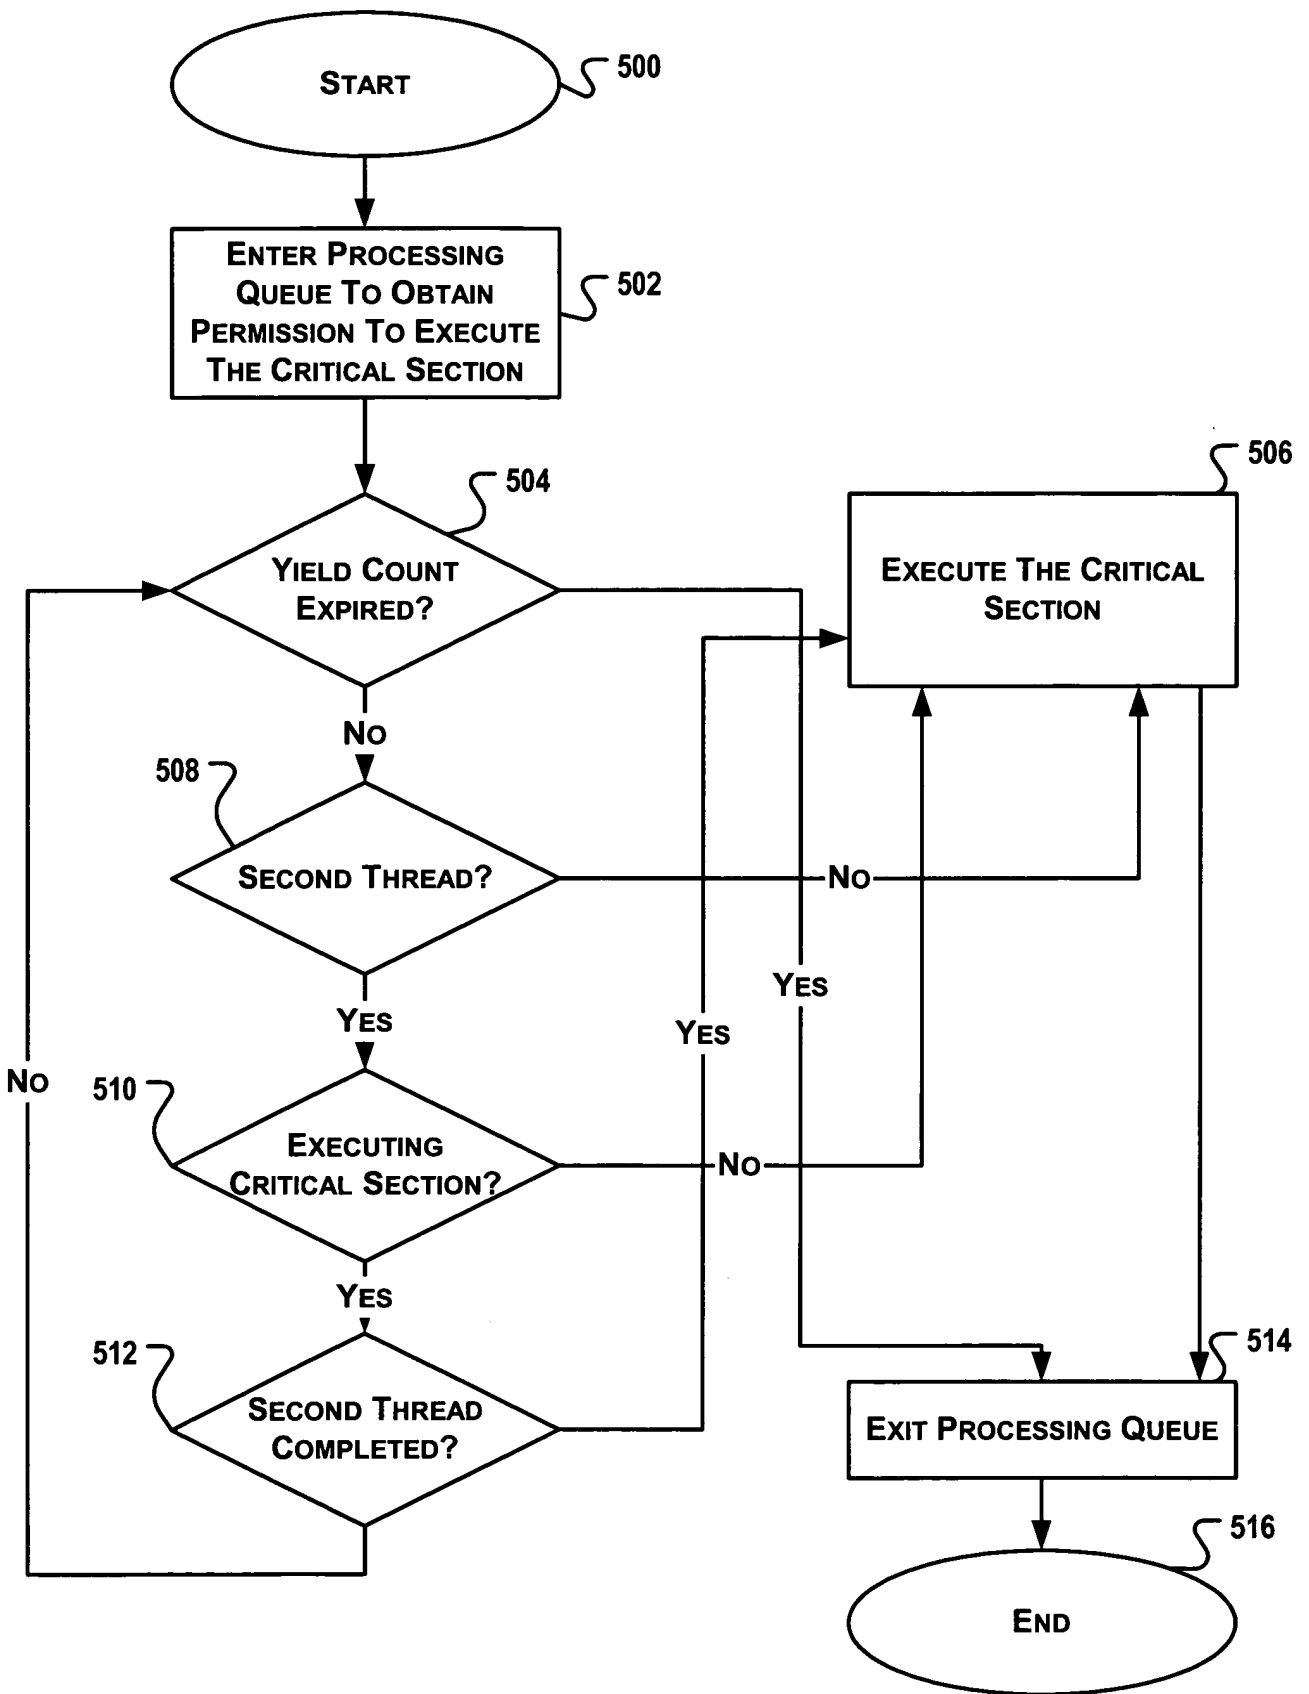 START
500
ENTER PROCESSING
QUEUE TO OBTAIN
PERMISSION TO EXECUTE
THE CRITICAL SECTION
502
504
YIELD COUNT
EXPIRED?
506
EXECUTE THE CRITICAL
SECTION
NO
508
SECOND THREAD?
NO
YES
YES
YES
NO
510
EXECUTING
CRITICAL SECTION?
NO
YES
512
SECOND THREAD
COMPLETED?
514
EXIT PROCESSING QUEUE
516
END